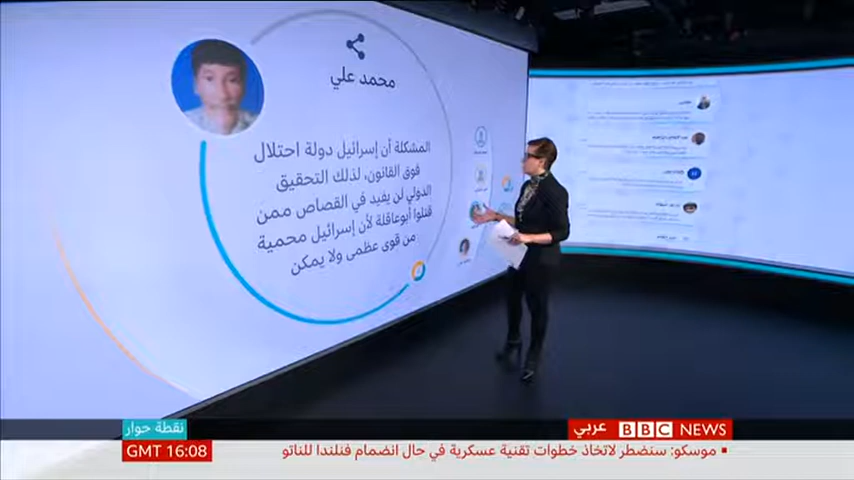 محمد علي
المشكلة أن إسرائيل دولة احتلال
فوق القانون، لذلك التحقيق
الدولي لن يفيد في القصاص ممن
قتلوا أبوعاقلة لأن إسرائيل محمية
من قوى عظمى ولا يمكن
نقطة حوار
GMT 16:08
BBC NEWS عربي
موسكو: سنضطر لاتخاذ خطوات تقنية عسكرية في حال انضمام فنلندا للناتو